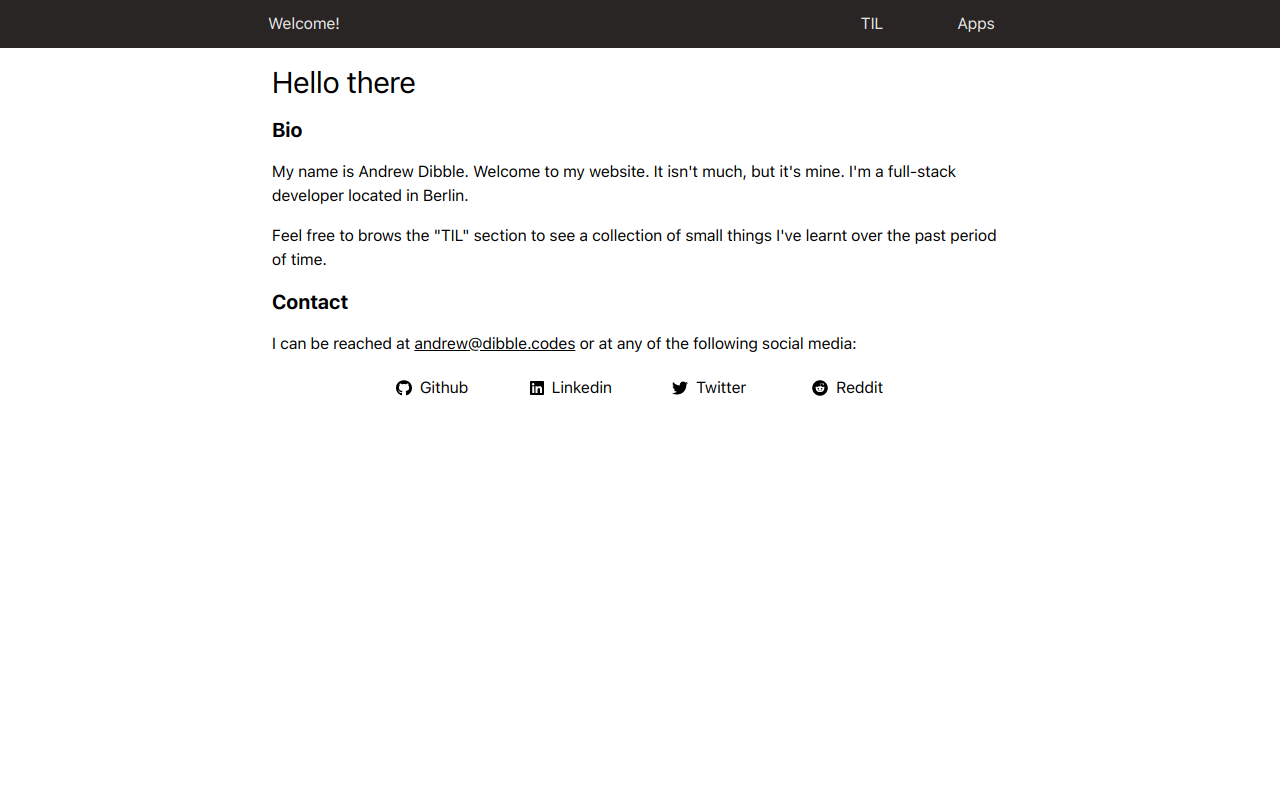 Welcome!
TIL
Apps
Hello there
Bio
My name is Andrew Dibble. Welcome to my website. It isn't much, but it's mine. I'm a full-stack
developer located in Berlin.
Feel free to brows the "TIL" section to see a collection of small things I've learnt over the past period
of time.
Contact
I can be reached at andrew@dibble.codes or at any of the following social media:
Github
Linkedin
Twitter
Reddit